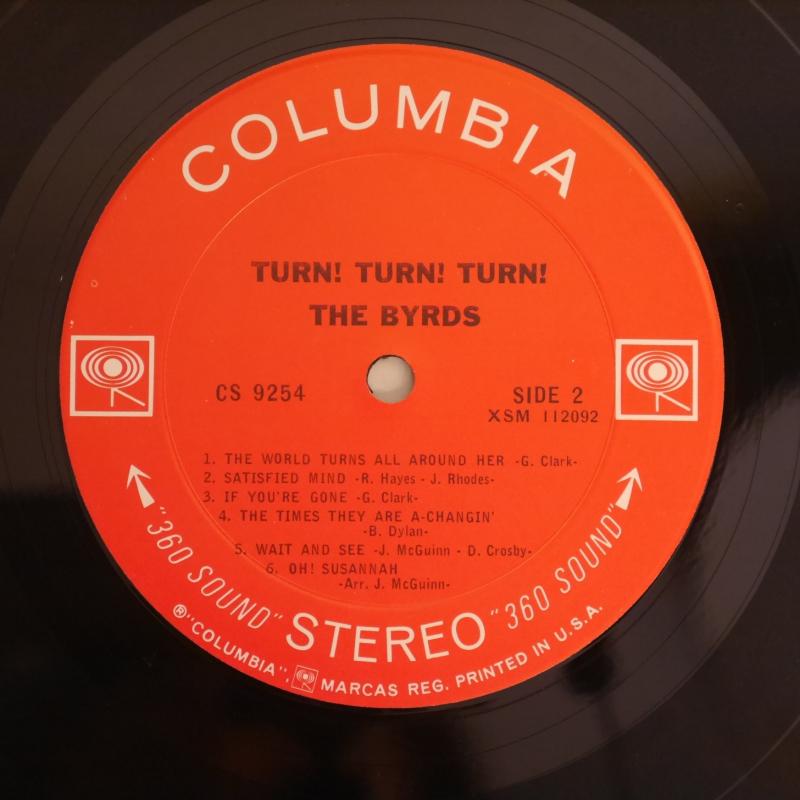 COLUMBIA
TURN! TURN! TURN!
THE BYRDS
CS 9254
SIDE 2
XSM 112092
1. THE WORLD TURNS ALL AROUND HER -G. Clark-
2. SATISFIED MIND -R. Hayes - J. Rhodes-
3. IF YOU'RE GONE -G. Clark-
4. THE TIMES THEY ARE A-CHANGIN'
-B. Dylan-
5. WAIT AND SEE -J. McGuinn - D. Crosby-
6. OH! SUSANNAH
-Arr. J. McGuinn-
"360 SOUND" STEREO "360 SOUND"
® "COLUMBIA", MARCAS REG. PRINTED IN U.S.A.